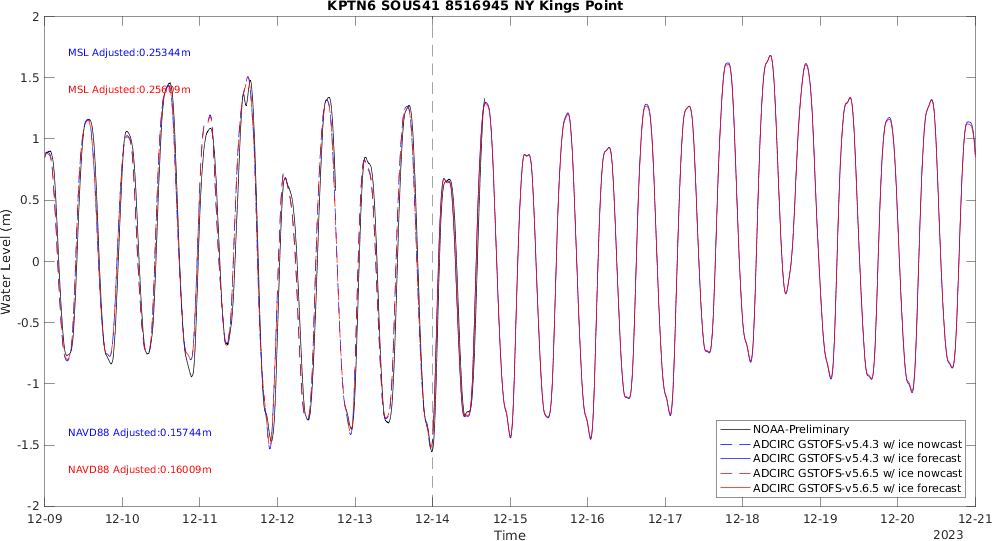 KPTN6 SOUS41 8516945 NY Kings Point
2
1.5
1
0.5
0
-0.5
-1
-1.5
-2
Water Level (m)
MSL Adjusted:0.25344m
MSL Adjusted:0.25609m
NAVD88 Adjusted:0.15744m
NAVD88 Adjusted:0.16009m
NOAA-Preliminary
ADCIRC GSTOFS-v5.4.3 w/ ice nowcast
ADCIRC GSTOFS-v5.4.3 w/ ice forecast
ADCIRC GSTOFS-v5.6.5 w/ ice nowcast
ADCIRC GSTOFS-v5.6.5 w/ ice forecast
12-09 12-10 12-11 12-12 12-13 12-14 12-15 12-16 12-17 12-18 12-19 12-20 12-21
Time
2023